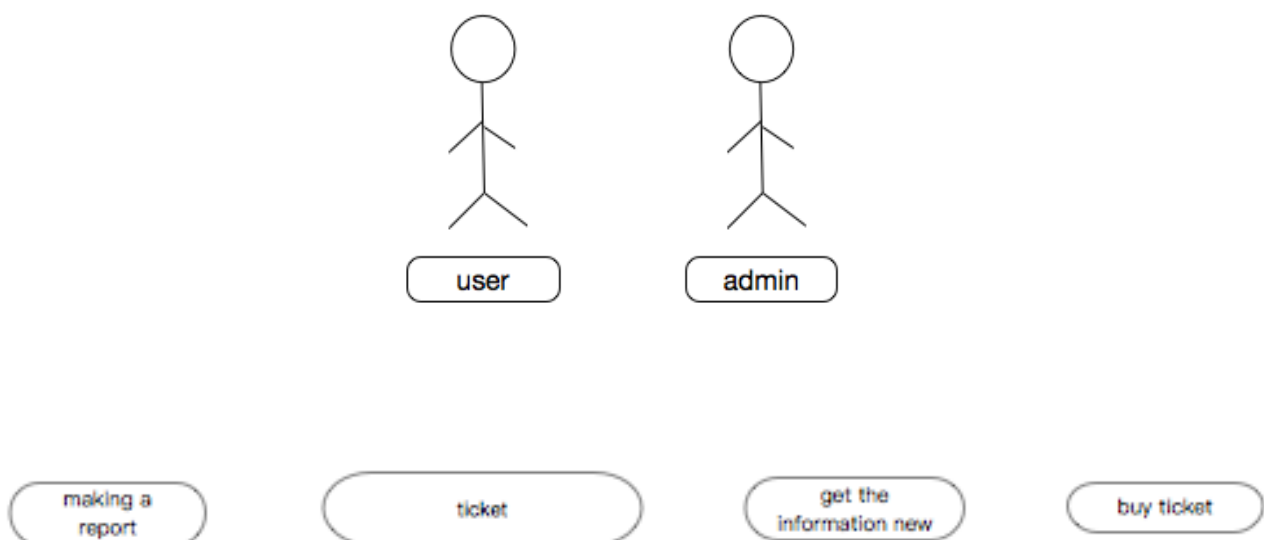 user
admin
making a
report
ticket
get the
information new
buy ticket